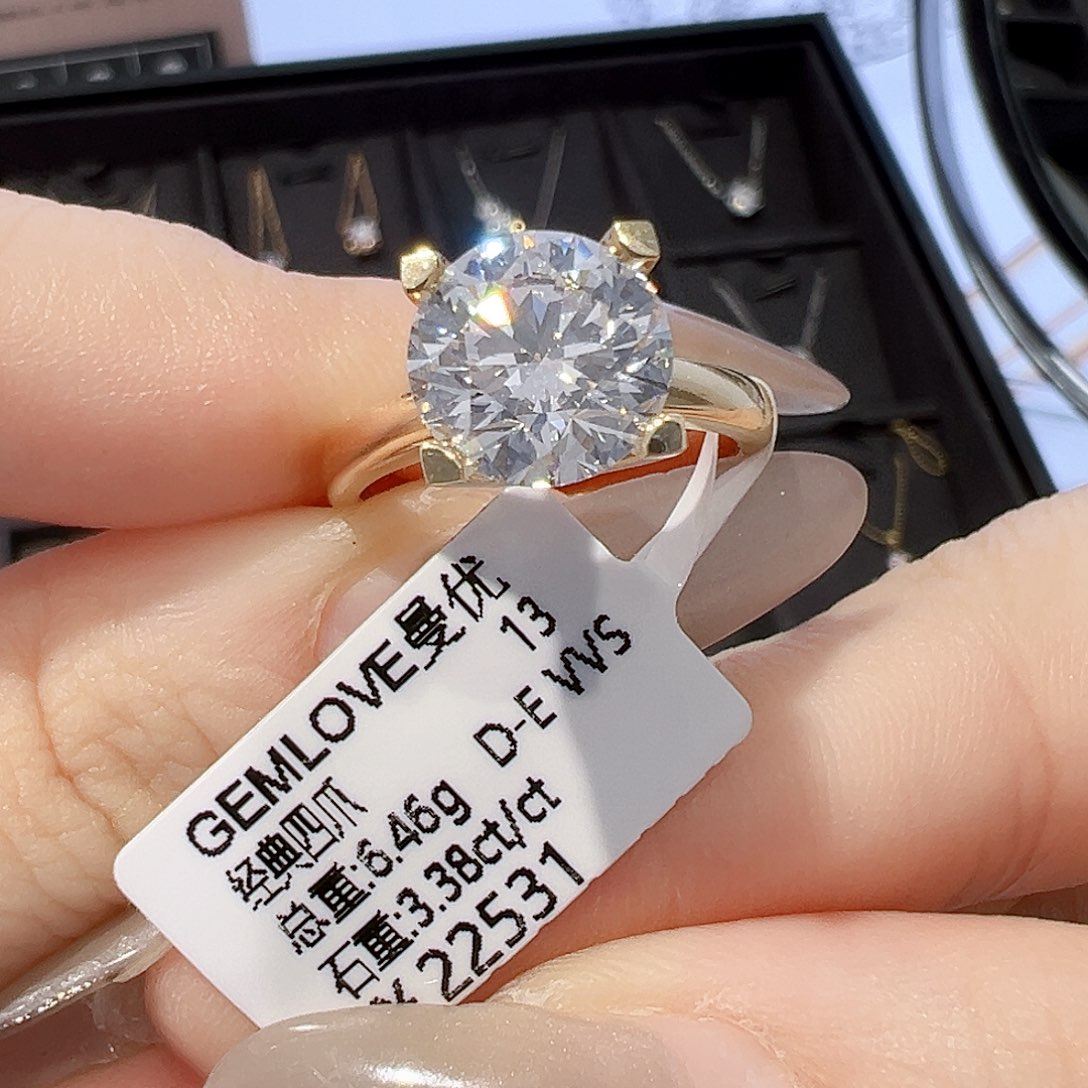 GEMLOVE曼优
经典四爪 13
总重:6.46g D-E VVS
石重:3.38ct/ct
¥22531